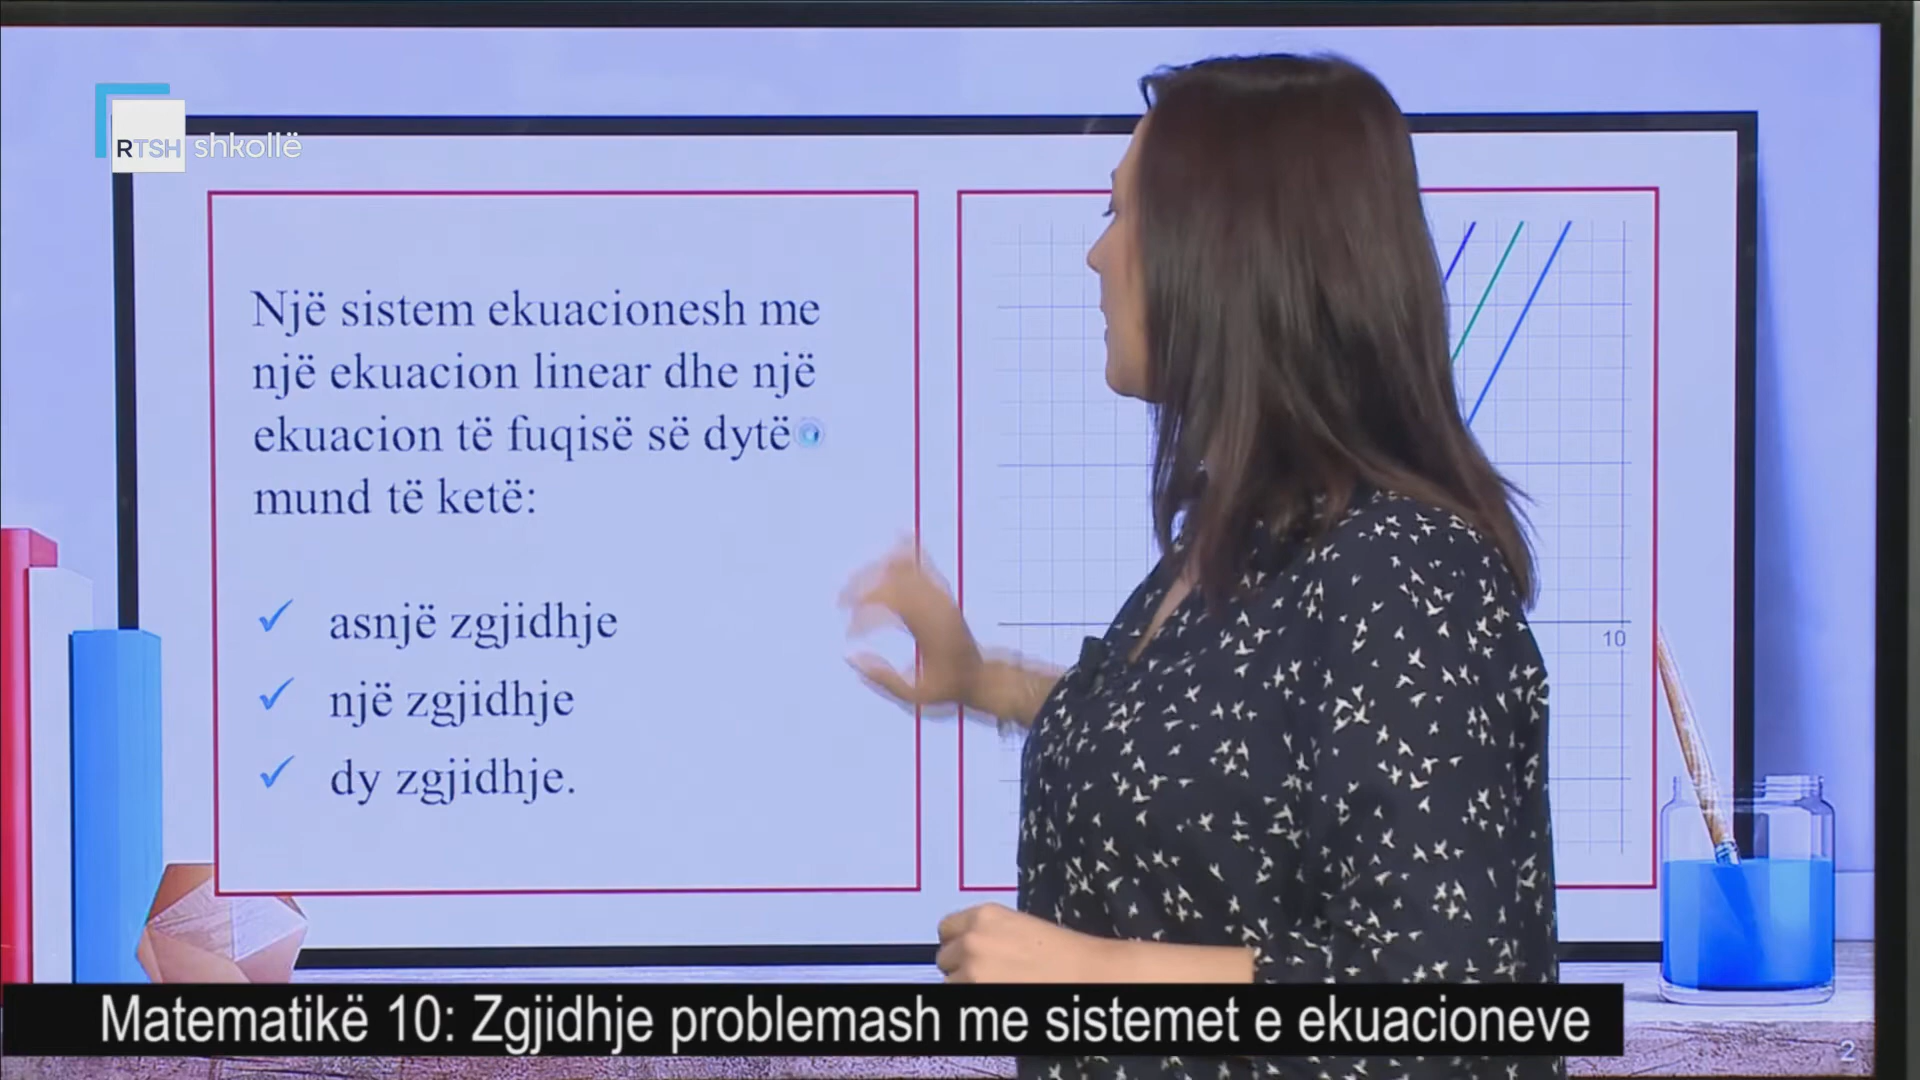 RTSH shkollë
Një sistem ekuacionesh me
një ekuacion linear dhe një
ekuacion të fuqisë së dytë
mund të ketë:
✓ asnjë zgjidhje
✓ një zgjidhje
✓ dy zgjidhje.
10
Matematikë 10: Zgjidhje problemash me sistemet e ekuacioneve
2